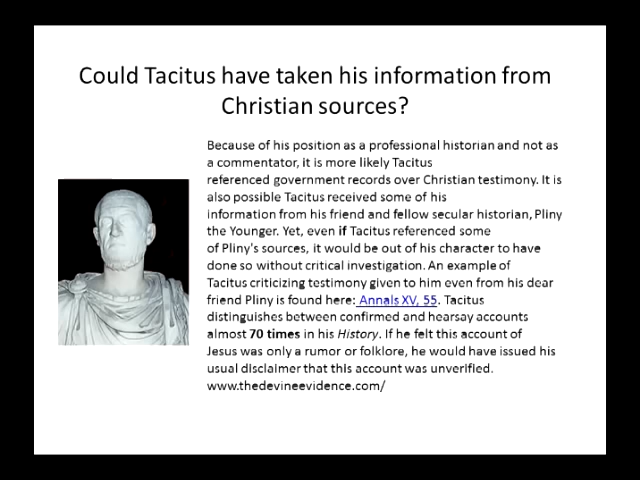 Could Tacitus have taken his information from
Christian sources?
Because of his position as a professional historian and not as
a commentator, it is more likely Tacitus
referenced government records over Christian testimony. It is
also possible Tacitus received some of his
information from his friend and fellow secular historian, Pliny
the Younger. Yet, even if Tacitus referenced some
of Pliny's sources, it would be out of his character to have
done so without critical investigation. An example of
Tacitus criticizing testimony given to him even from his dear
friend Pliny is found here: Annals XV, 55. Tacitus
distinguishes between confirmed and hearsay accounts
almost 70 times in his History. If he felt this account of
Jesus was only a rumor or folklore, he would have issued his
usual disclaimer that this account was unverified.
www.thedevineevidence.com/